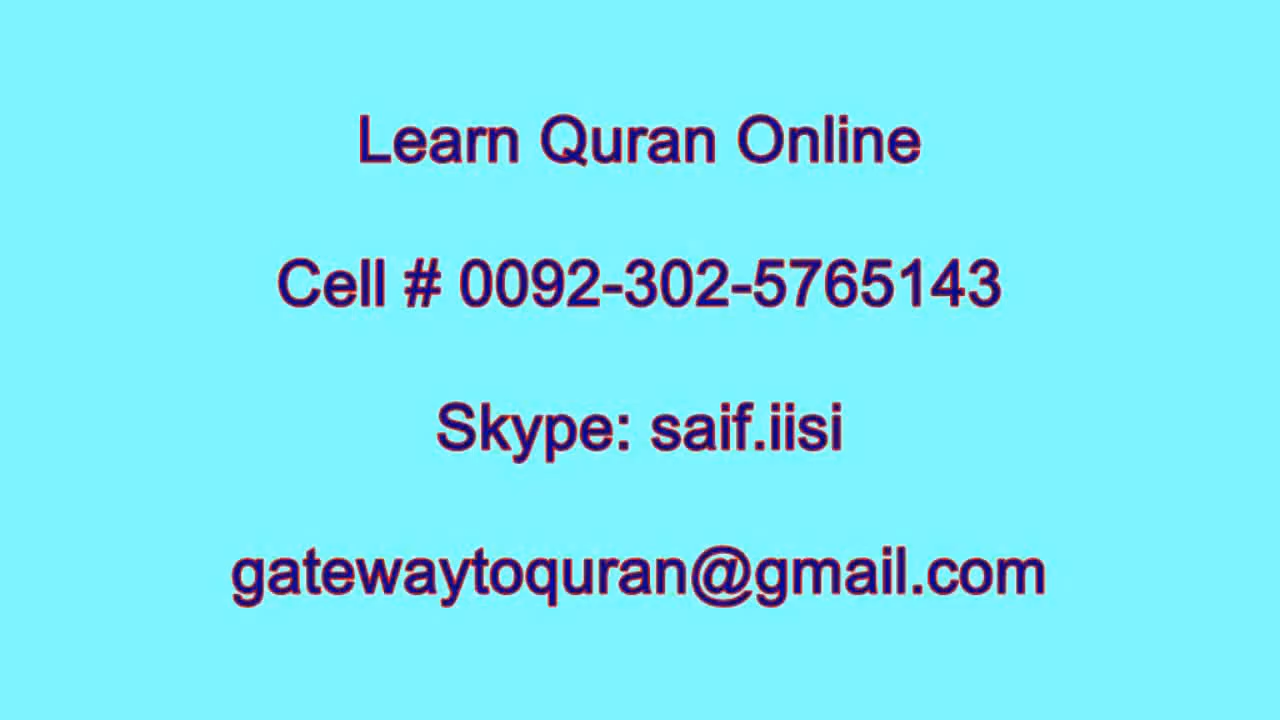 Learn Quran Online
Cell # 0092-302-5765143
Skype: saif.iisi
gatewaytoquran@gmail.com